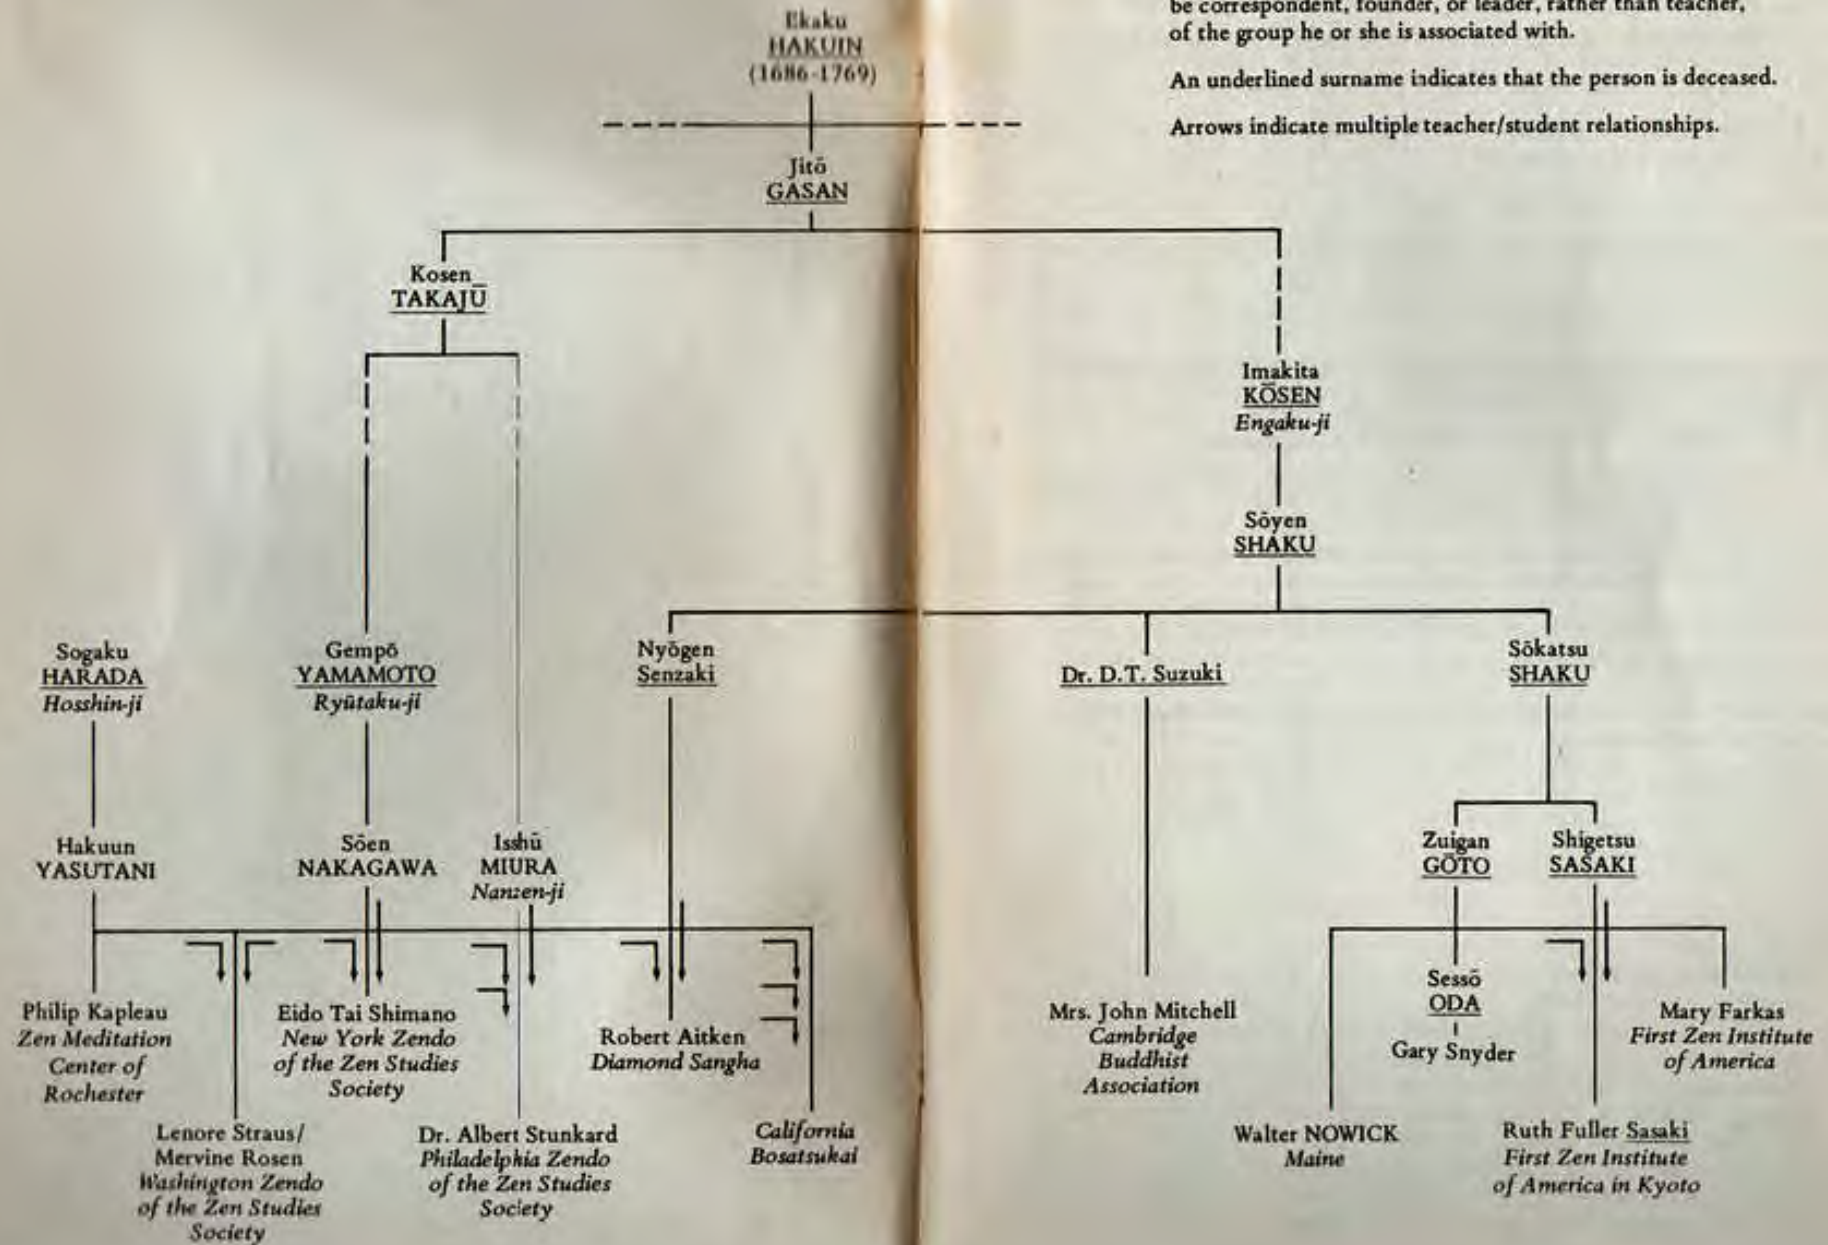 Ekaku
HAKUIN
(1686-1769)
be correspondent, founder, or leader, rather than teacher,
of the group he or she is associated with.
An underlined surname indicates that the person is deceased.
Arrows indicate multiple teacher/student relationships.
Jitō
GASAN
Kosen
TAKAJŪ
Imakita
KŌSEN
Engaku-ji
Sōyen
SHAKU
Sogaku
HARADA
Hosshin-ji
Gempō
YAMAMOTO
Ryūtaku-ji
Nyōgen
Senzaki
Dr. D.T. Suzuki
Sōkatsu
SHAKU
Hakuun
YASUTANI
Sōen
NAKAGAWA
Isshū
MIURA
Nanzen-ji
Zuigan
GŌTO
Shigetsu
SASAKI
Philip Kapleau
Zen Meditation
Center of
Rochester
Eido Tai Shimano
New York Zendo
of the Zen Studies
Society
Robert Aitken
Diamond Sangha
Mrs. John Mitchell
Cambridge
Buddhist
Association
Sessō
ODA
Gary Snyder
Mary Farkas
First Zen Institute
of America
Lenore Straus/
Mervine Rosen
Washington Zendo
of the Zen Studies
Society
Dr. Albert Stunkard
Philadelphia Zendo
of the Zen Studies
Society
California
Bosatsukai
Walter NOWICK
Maine
Ruth Fuller Sasaki
First Zen Institute
of America in Kyoto